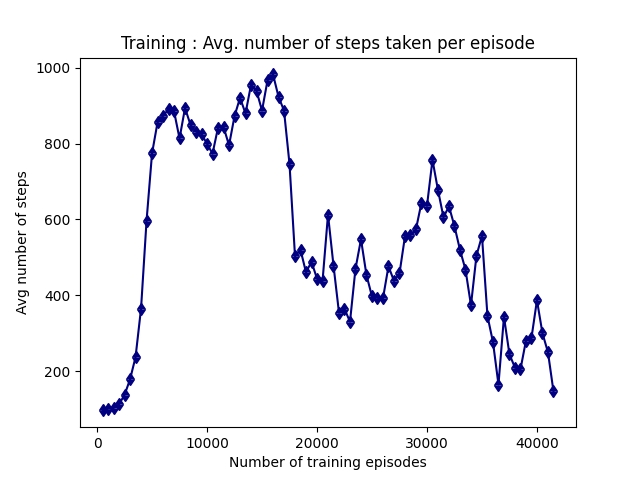 Training : Avg. number of steps taken per episode
1000
800
600
400
200
Avg number of steps
0 10000 20000 30000 40000
Number of training episodes